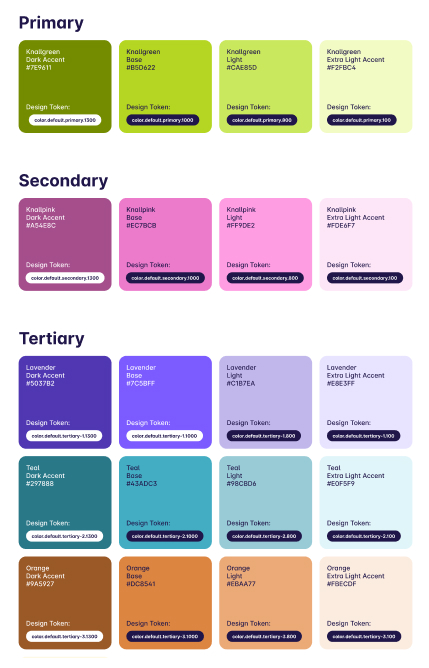 Primary
Knallgreen
Dark Accent
#7E9611
Design Token:
color.default.primary.1300
Knallgreen
Base
#B5D622
Design Token:
color.default.primary.1000
Knallgreen
Light
#CAE85D
Design Token:
color.default.primary.800
Knallgreen
Extra Light Accent
#F2FBC4
Design Token:
color.default.primary.100
Secondary
Knallpink
Dark Accent
#A54E8C
Design Token:
color.default.secondary.1300
Knallpink
Base
#EC7BCB
Design Token:
color.default.secondary.1000
Knallpink
Light
#FF9DE2
Design Token:
color.default.secondary.800
Knallpink
Extra Light Accent
#FDE6F7
Design Token:
color.default.secondary.100
Tertiary
Lavender
Dark Accent
#5037B2
Design Token:
color.default.tertiary-1.1300
Lavender
Base
#7C5BFF
Design Token:
color.default.tertiary-1.1000
Lavender
Light
#C1B7EA
Design Token:
color.default.tertiary-1.800
Lavender
Extra Light Accent
#E8E3FF
Design Token:
color.default.tertiary-1.100
Teal
Dark Accent
#297888
Design Token:
color.default.tertiary-2.1300
Teal
Base
#43ADC3
Design Token:
color.default.tertiary-2.1000
Teal
Light
#98CBD6
Design Token:
color.default.tertiary-2.800
Teal
Extra Light Accent
#E0F5F9
Design Token:
color.default.tertiary-2.100
Orange
Dark Accent
#9A5927
Design Token:
color.default.tertiary-3.1300
Orange
Base
#DC8541
Design Token:
color.default.tertiary-3.1000
Orange
Light
#EBAA77
Design Token:
color.default.tertiary-3.800
Orange
Extra Light Accent
#FBECDF
Design Token:
color.default.tertiary-3.100